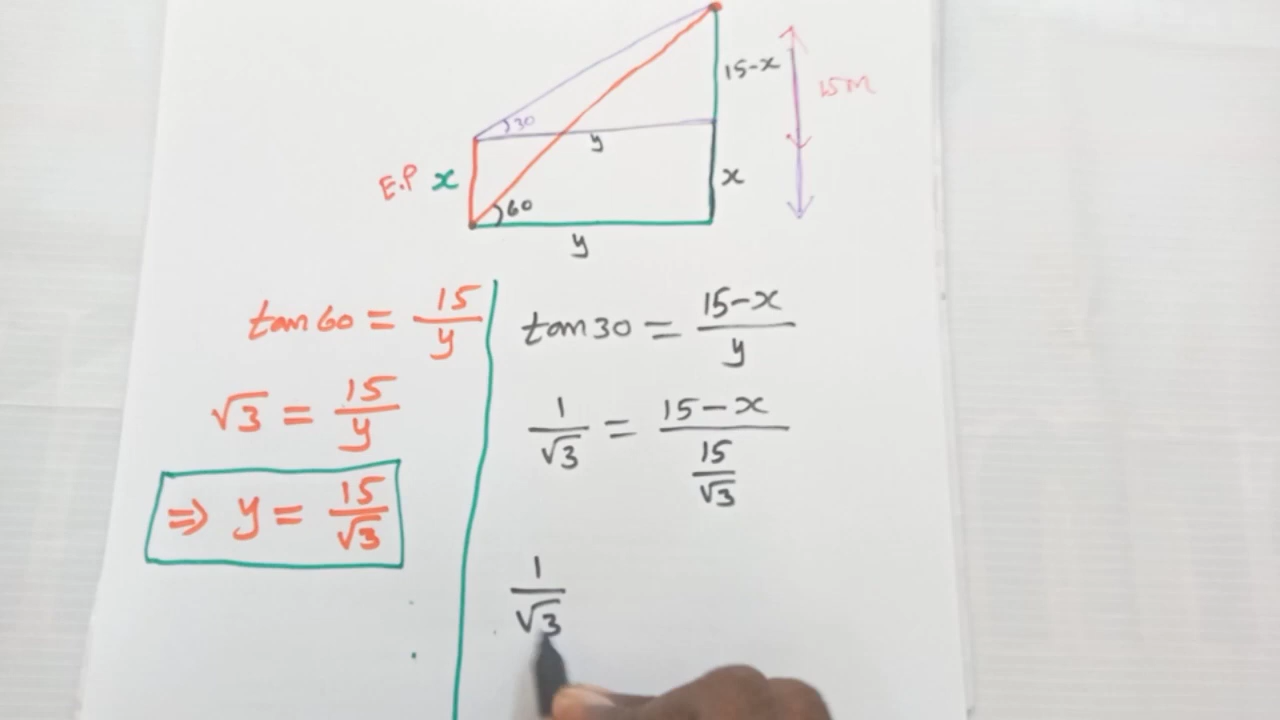 15-x
15m
30
y
E.P x
x
60
y
tan 60 = 15/y
√3 = 15/y
⇒ y = 15/√3
tan 30 = 15-x/y
1/√3 = 15-x/15/√3
1/√3